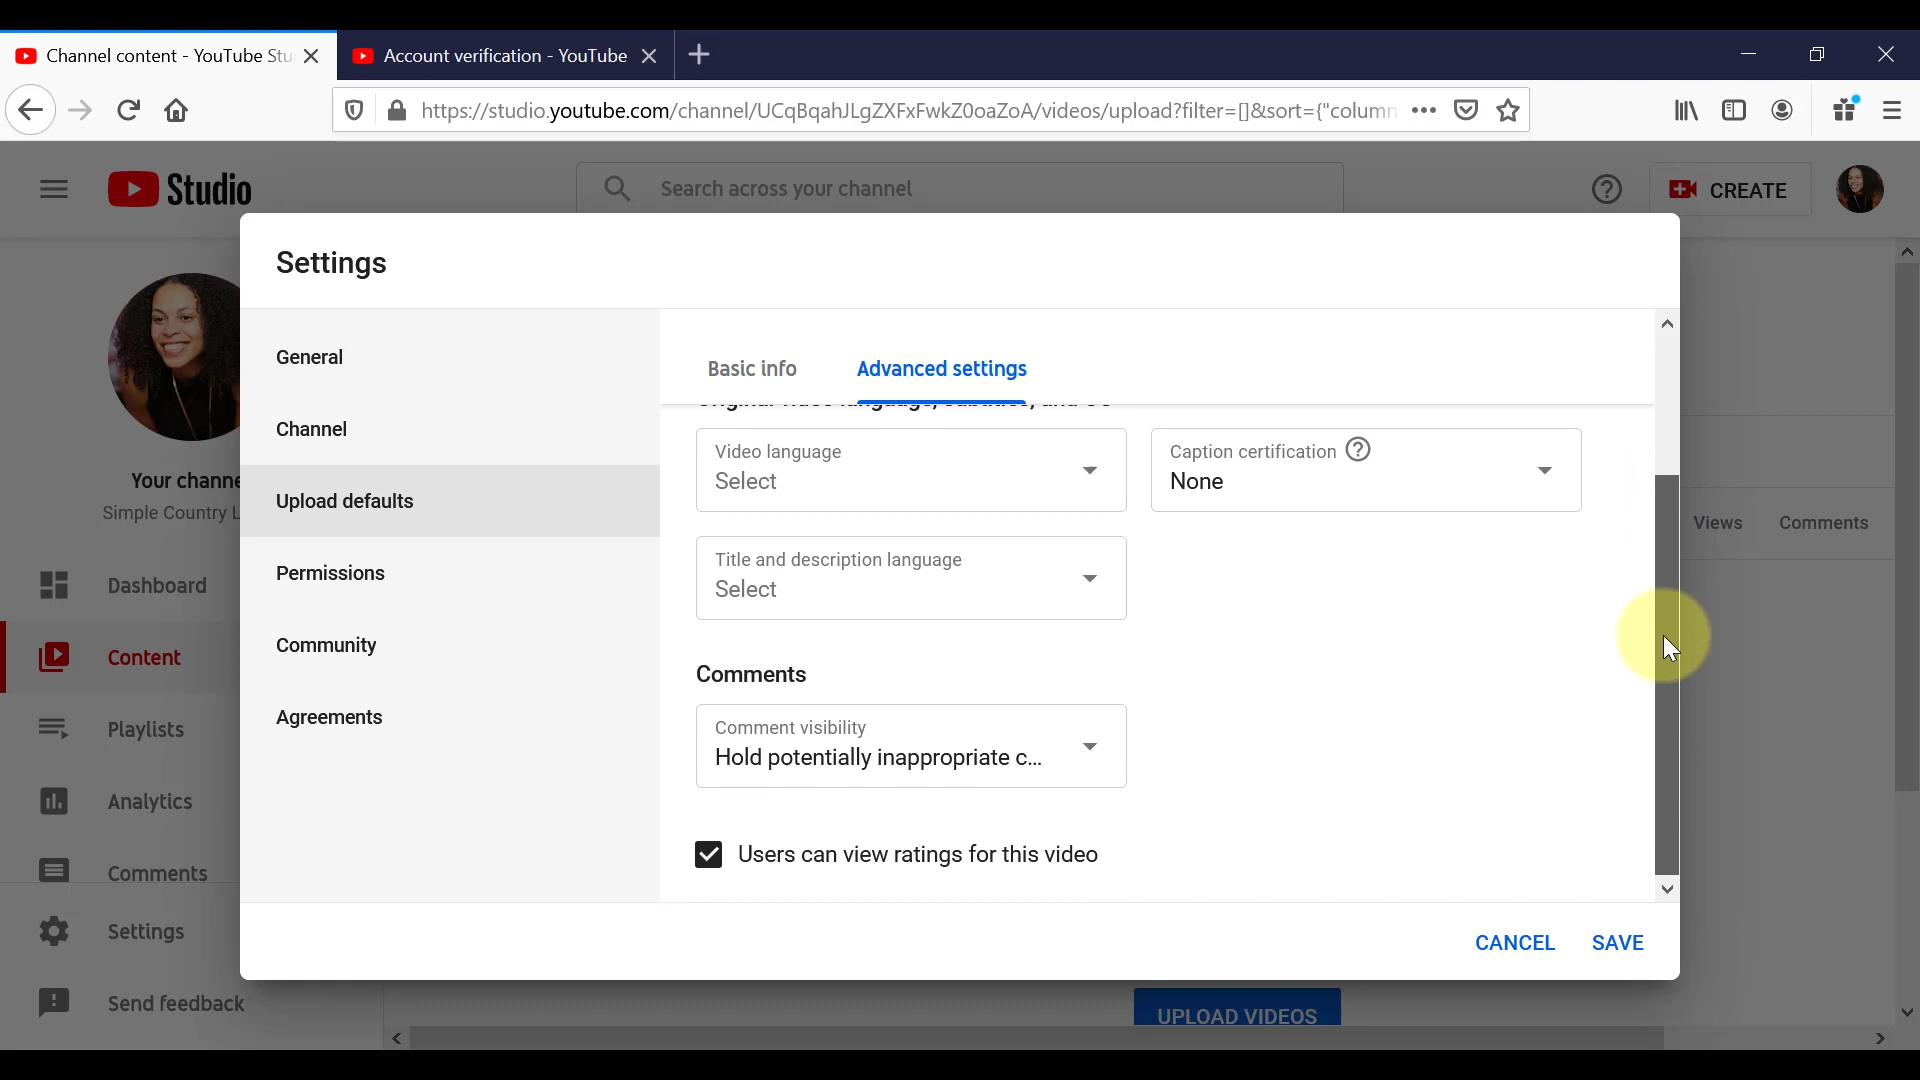 Channel content - YouTube Stu
Account verification - YouTube
https://studio.youtube.com/channel/UCqBqahJLgZXFxFwkZ0oaZoA/videos/upload?filter=[]&sort={"column
Studio
Search across your channel
CREATE
Settings
General
Channel
Upload defaults
Permissions
Community
Agreements
Basic info
Advanced settings
Video language
Select
Caption certification
None
Title and description language
Select
Comments
Comment visibility
Hold potentially inappropriate c...
Users can view ratings for this video
CANCEL
SAVE
Your channe
Simple Country L
Dashboard
Content
Playlists
Analytics
Comments
Settings
Send feedback
Views
Comments
UPLOAD VIDEOS